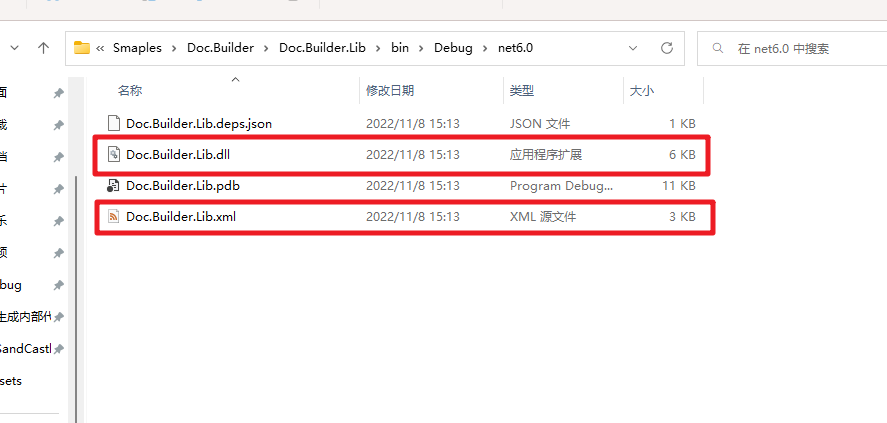 « Smaples › Doc.Builder › Doc.Builder.Lib › bin › Debug › net6.0
在 net6.0 中搜索
名称 修改日期 类型 大小
Doc.Builder.Lib.deps.json 2022/11/8 15:13 JSON 文件 1 KB
Doc.Builder.Lib.dll 2022/11/8 15:13 应用程序扩展 6 KB
Doc.Builder.Lib.pdb 2022/11/8 15:13 Program Debug... 11 KB
Doc.Builder.Lib.xml 2022/11/8 15:13 XML 源文件 3 KB
面
载
档
片
乐
频
bug
生成内部代
SandCastl
sets